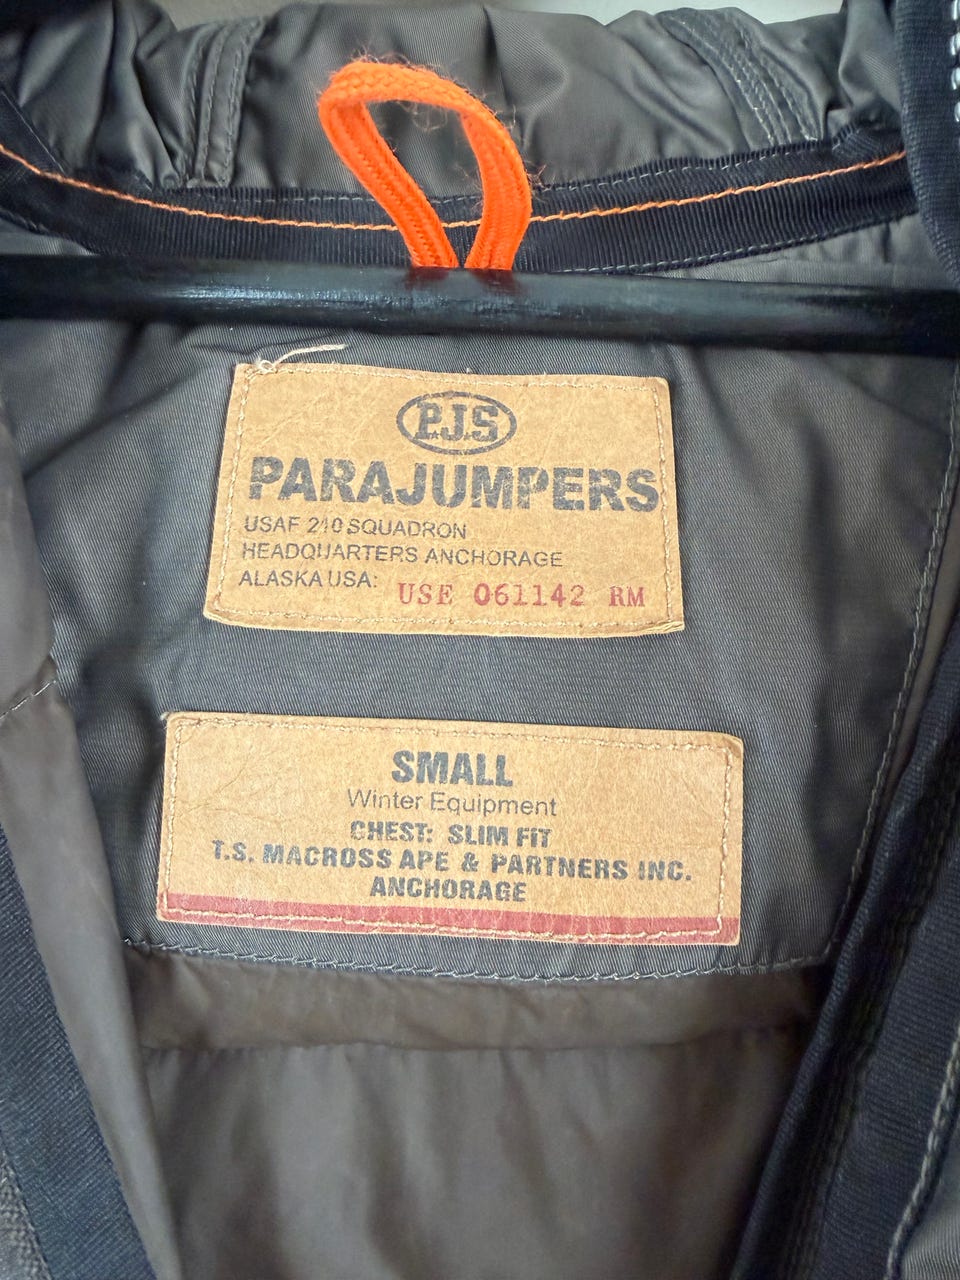 P.J.S
PARAJUMPERS
USAF 210 SQUADRON
HEADQUARTERS ANCHORAGE
ALASKA USA: USE 061142 RM
SMALL
Winter Equipment
CHEST: SLIM FIT
T.S. MACROSS APE & PARTNERS INC.
ANCHORAGE